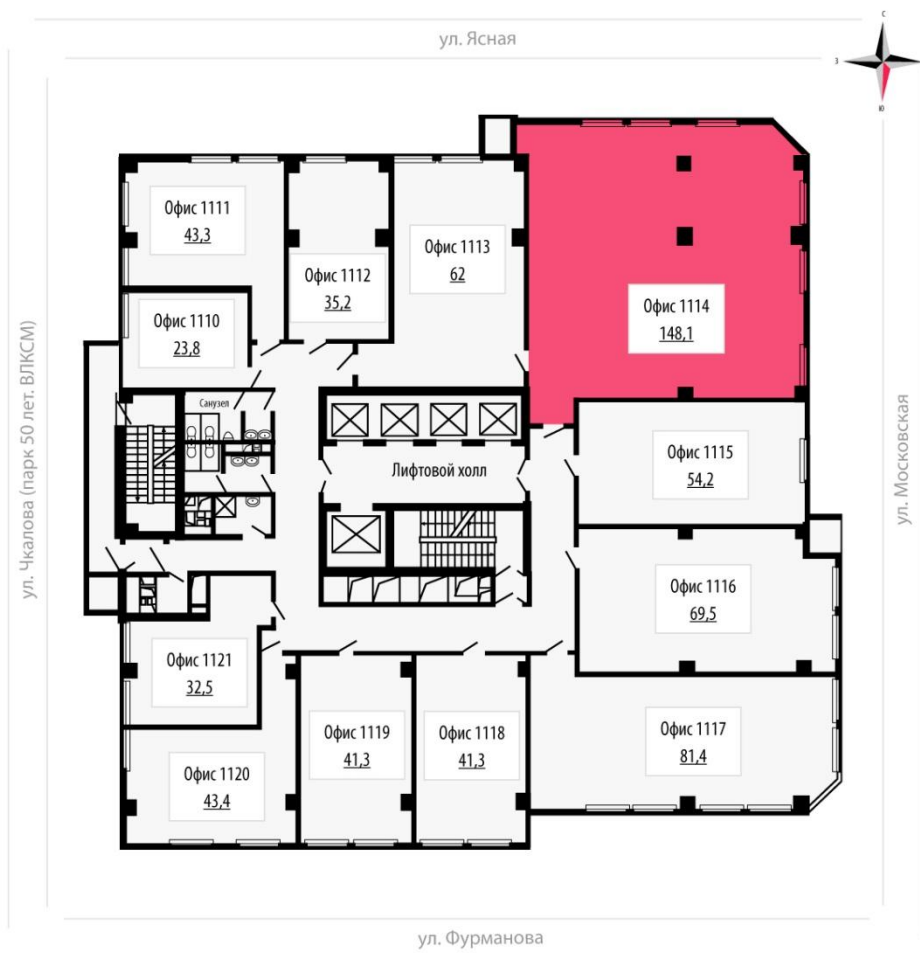 С
ул. Ясная
З
Ю
Офис 1111
43,3
Офис 1112
35,2
Офис 1113
62
Офис 1114
148,1
Офис 1110
23,8
Санузел
Лифтовой холл
Офис 1115
54,2
Офис 1116
69,5
Офис 1121
32,5
Офис 1120
43,4
Офис 1119
41,3
Офис 1118
41,3
Офис 1117
81,4
ул. Чкалова (парк 50 лет. ВЛКСМ)
ул. Московская
ул. Фурманова